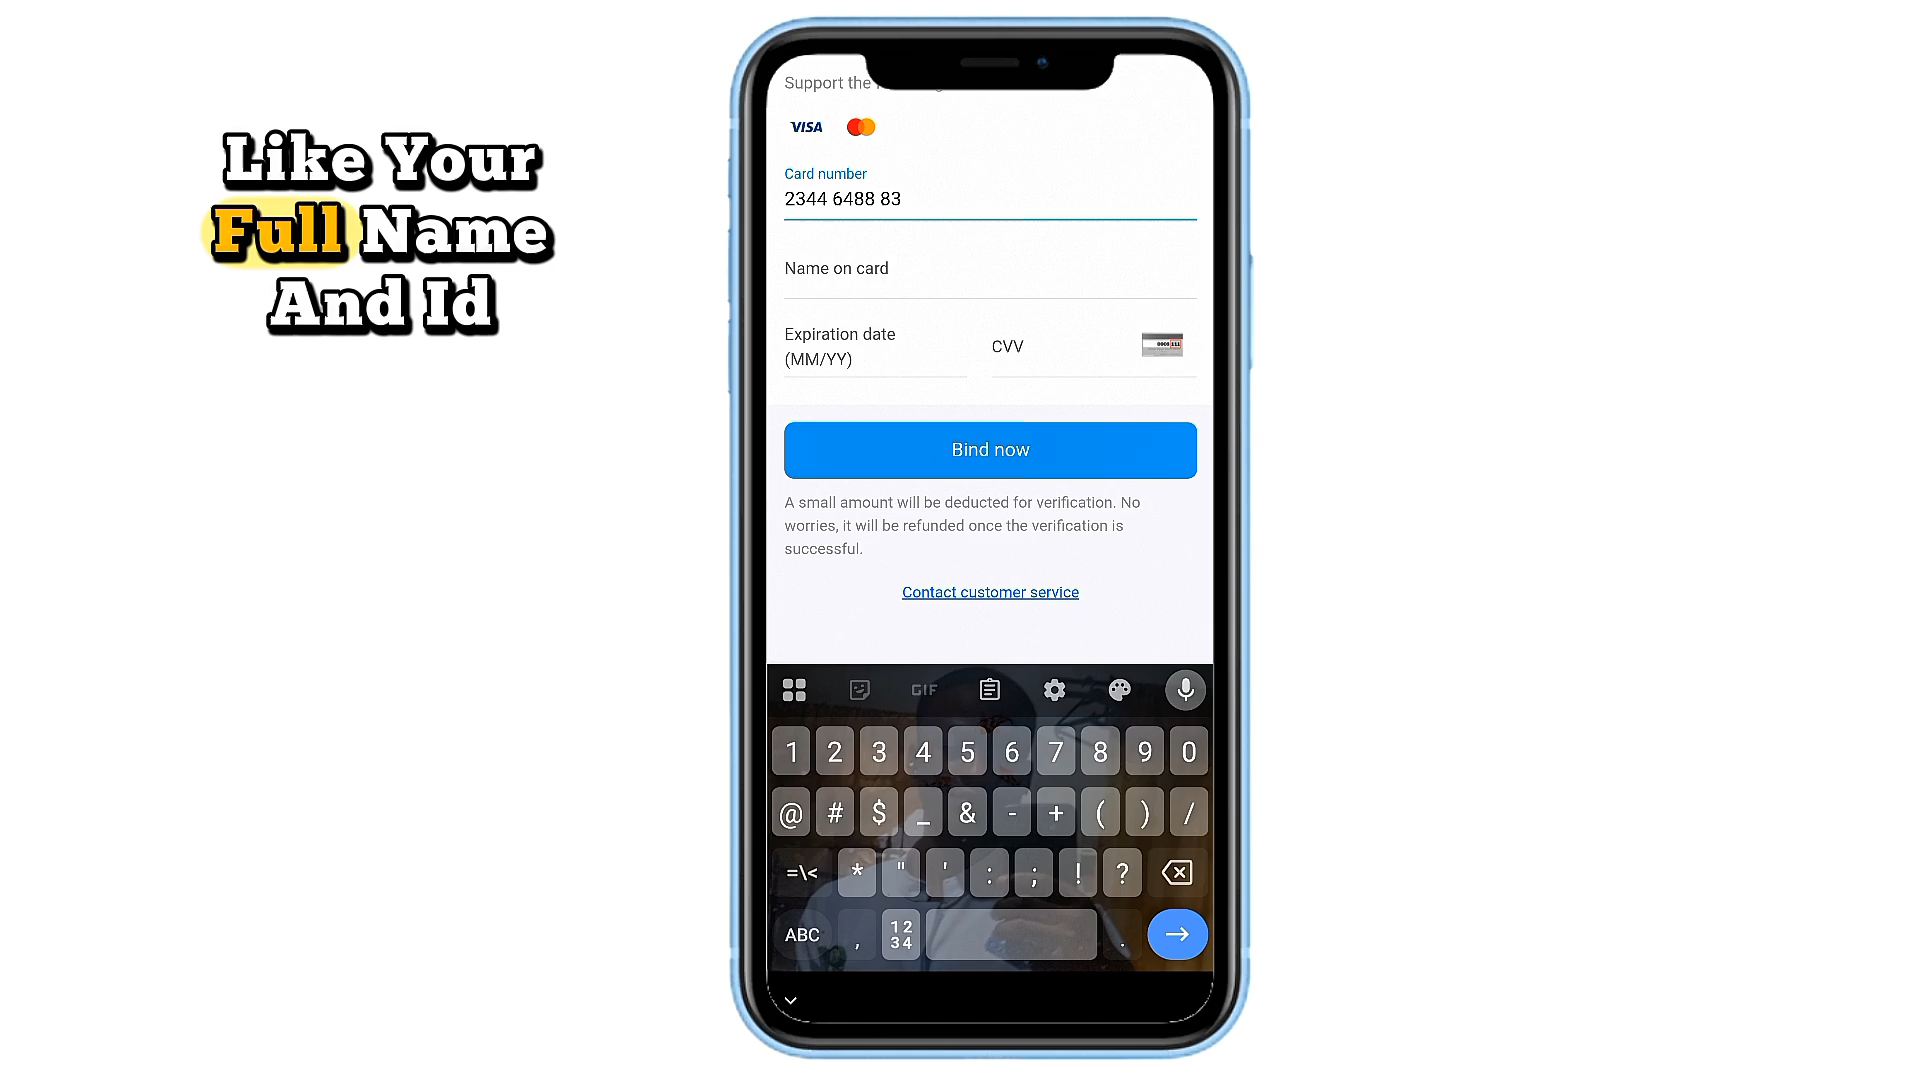 Like Your
Full Name
And Id
Support the
VISA
Card number
2344 6488 83
Name on card
Expiration date
(MM/YY)
CVV
Bind now
A small amount will be deducted for verification. No
worries, it will be refunded once the verification is
successful.
Contact customer service
GIF
1 2 3 4 5 6 7 8 9 0
@ # $ _ & - + ( ) /
=\< * " ' : ; ! ?
ABC , 12 34 .